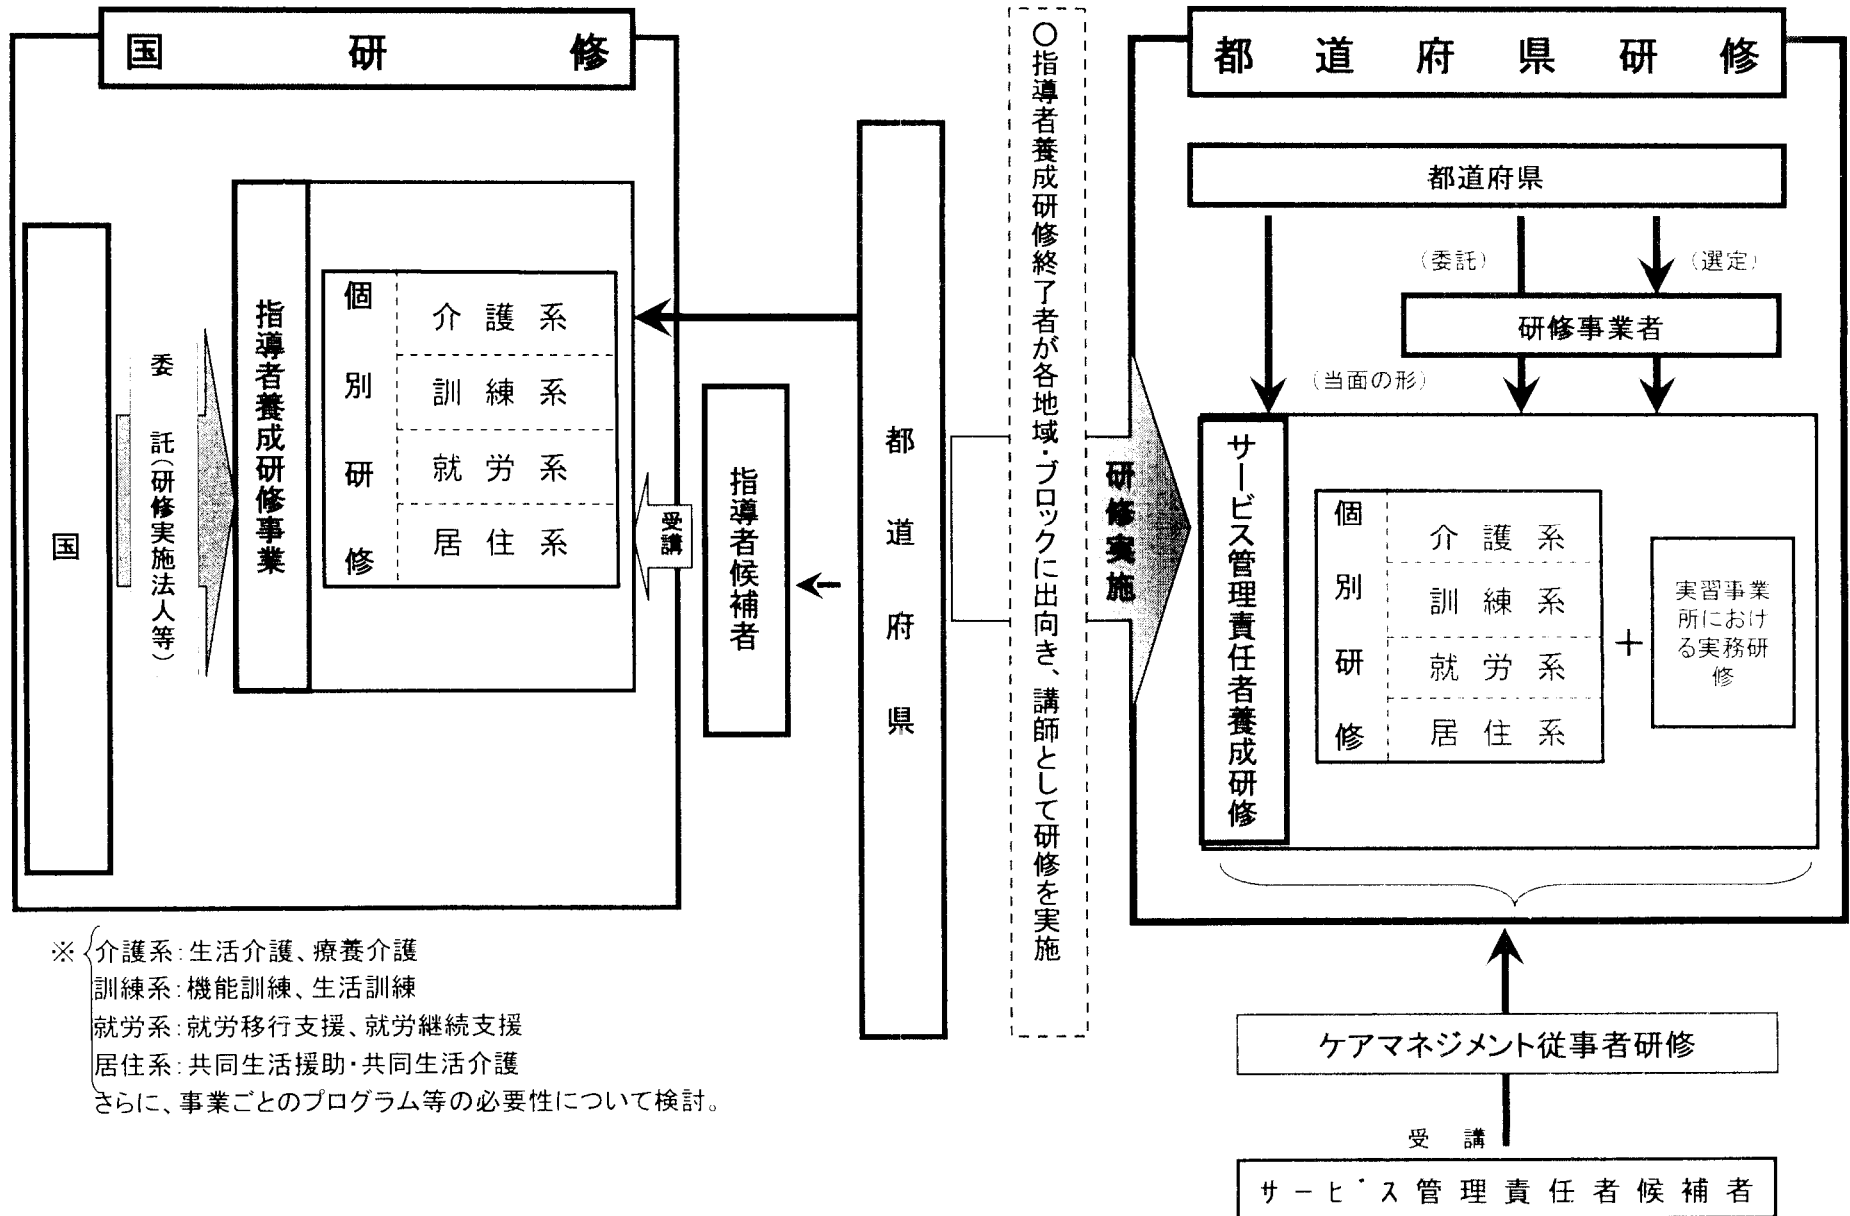 国研修
国
委託(研修実施法人等)
指導者養成研修事業
個別研修
介護系
訓練系
就労系
居住系
受講
指導者候補者
都道府県
○指導者養成研修終了者が各地域・ブロックに出向き、講師として研修を実施
研修実施
都道府県研修
都道府県
(委託)
(選定)
研修事業者
(当面の形)
サービス管理責任者養成研修
個別研修
介護系
訓練系
就労系
居住系
+
実習事業
所におけ
る実務研
修
ケアマネジメント従事者研修
受講
サービス管理責任者候補者
※介護系:生活介護、療養介護
訓練系:機能訓練、生活訓練
就労系:就労移行支援、就労継続支援
居住系:共同生活援助・共同生活介護
さらに、事業ごとのプログラム等の必要性について検討。